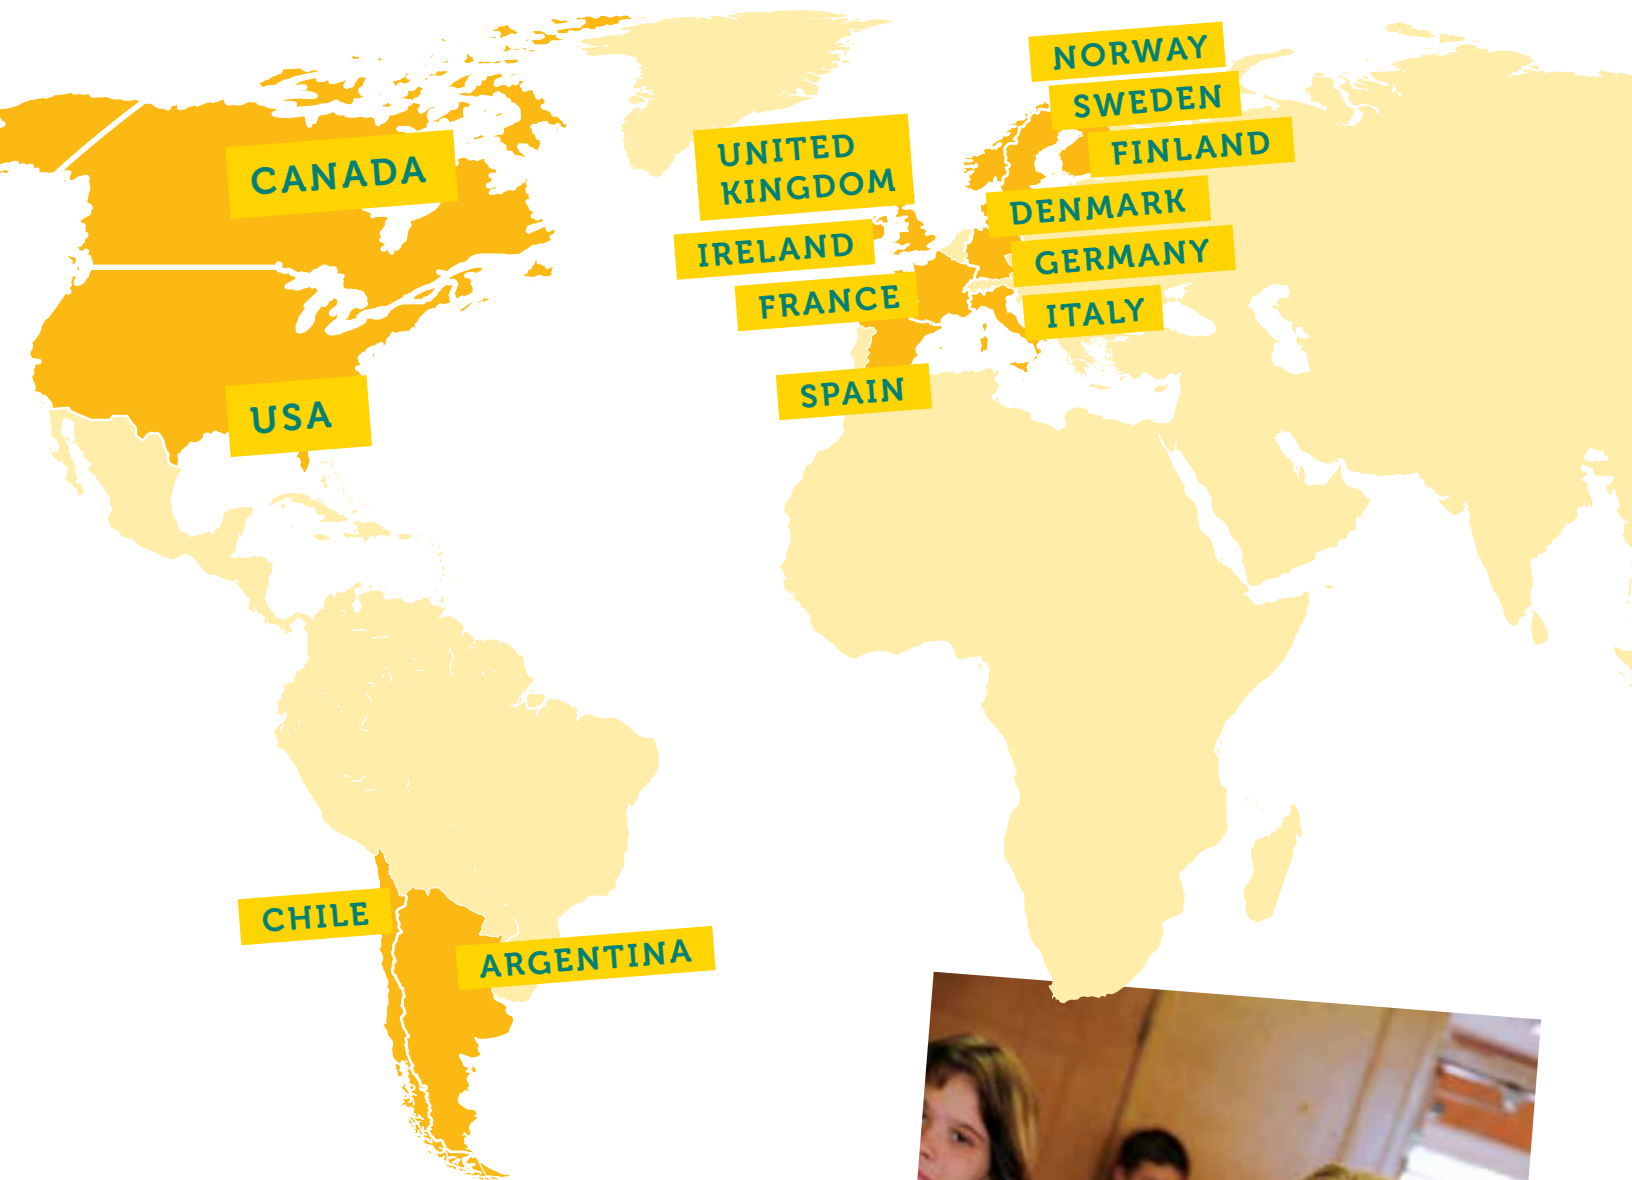 NORWAY
SWEDEN
FINLAND
UNITED
KINGDOM
CANADA
DENMARK
IRELAND
GERMANY
FRANCE
ITALY
SPAIN
USA
CHILE
ARGENTINA